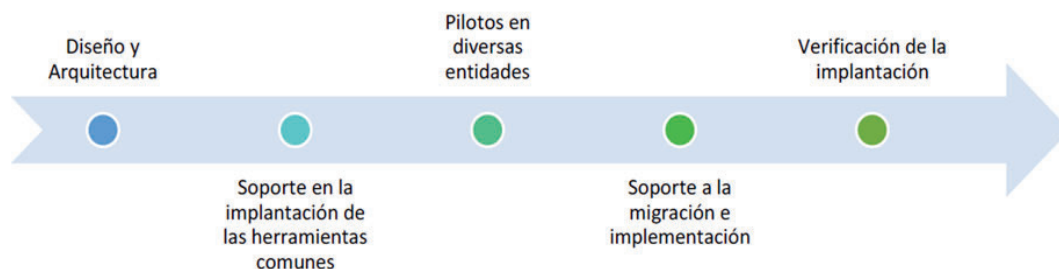 Diseño y
Arquitectura
Soporte en la
implantación de
las herramientas
comunes
Pilotos en
diversas
entidades
Soporte a la
migración e
implementación
Verificación de la
implantación